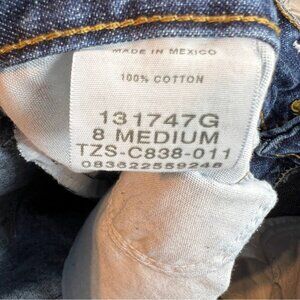 MADE IN MEXICO
100% COTTON
131747G
8 MEDIUM
TZS-C838-011
083622559248